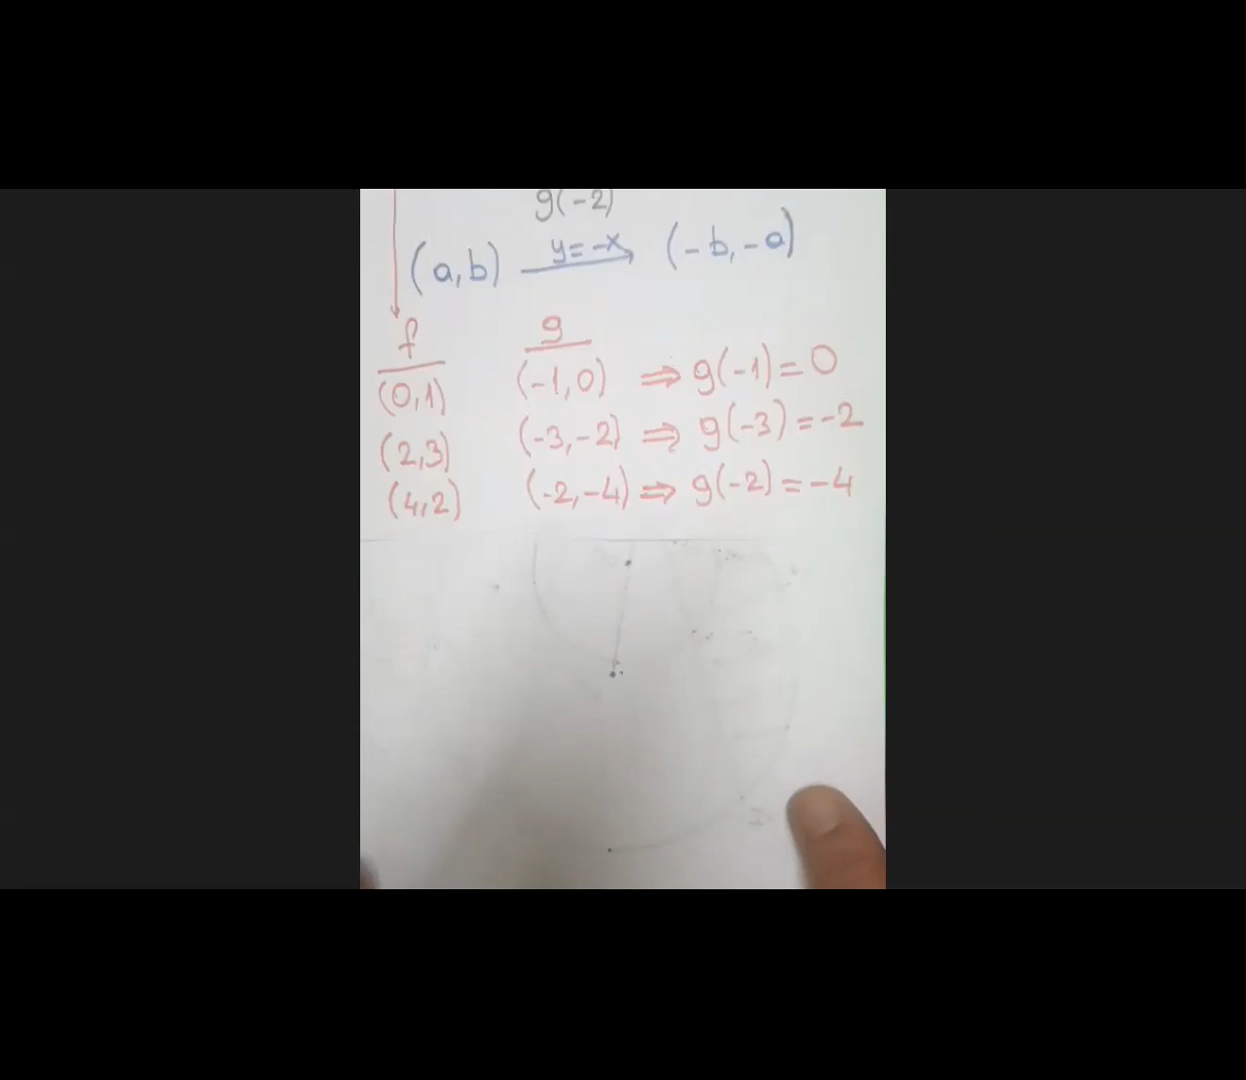 g(-2)
(a,b) y=-x (-b,-a)
f g
(0,1) (-1,0) ⇒ g(-1)=0
(2,3) (-3,-2) ⇒ g(-3)=-2
(4,2) (-2,-4) ⇒ g(-2)=-4